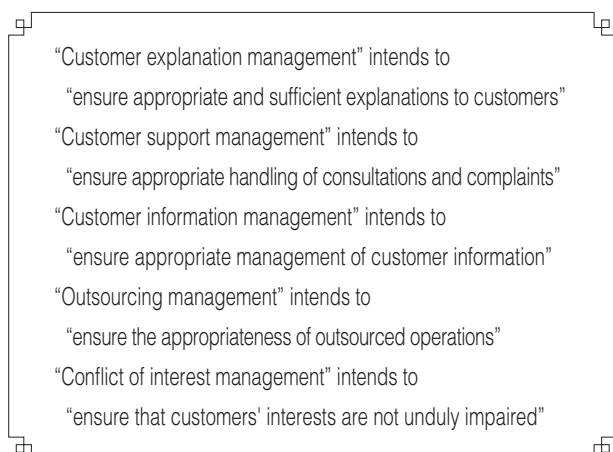 “Customer explanation management” intends to
“ensure appropriate and sufficient explanations to customers”
“Customer support management” intends to
“ensure appropriate handling of consultations and complaints”
“Customer information management” intends to
“ensure appropriate management of customer information”
“Outsourcing management” intends to
“ensure the appropriateness of outsourced operations”
“Conflict of interest management” intends to
“ensure that customers' interests are not unduly impaired”